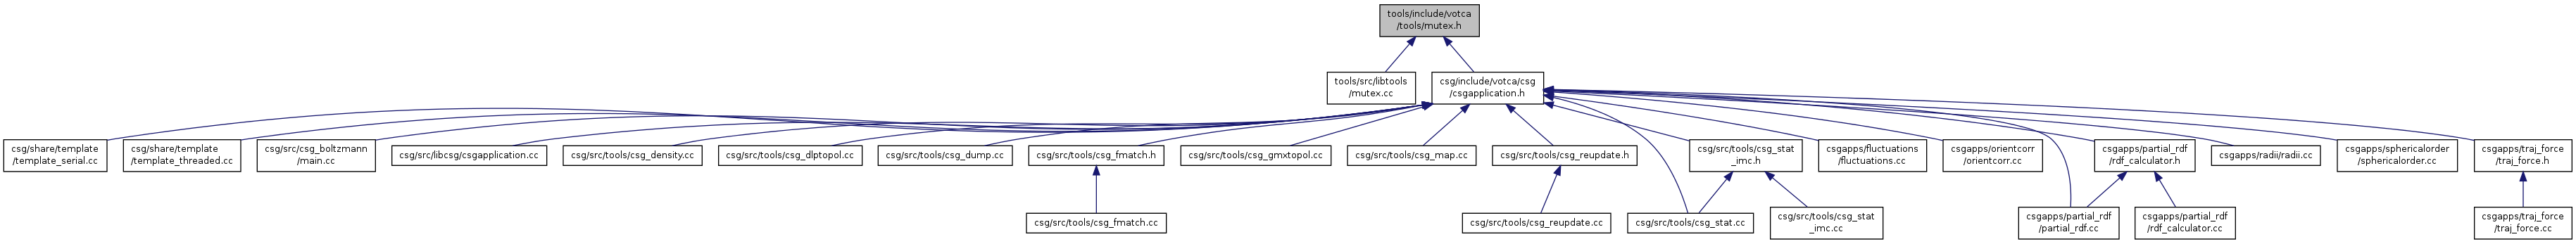 tools/include/votca
/tools/mutex.h
tools/src/libtools
/mutex.cc
csg/include/votca/csg
/csgapplication.h
csg/share/template
/template_serial.cc
csg/share/template
/template_threaded.cc
csg/src/csg_boltzmann
/main.cc
csg/src/libcsg/csgapplication.cc
csg/src/tools/csg_density.cc
csg/src/tools/csg_dlptopol.cc
csg/src/tools/csg_dump.cc
csg/src/tools/csg_fmatch.h
csg/src/tools/csg_gmxtopol.cc
csg/src/tools/csg_map.cc
csg/src/tools/csg_reupdate.h
csg/src/tools/csg_stat
_imc.h
csgapps/fluctuations
/fluctuations.cc
csgapps/orientcorr
/orientcorr.cc
csgapps/partial_rdf
/rdf_calculator.h
csgapps/radii/radii.cc
csgapps/sphericalorder
/sphericalorder.cc
csgapps/traj_force
/traj_force.h
csg/src/tools/csg_fmatch.cc
csg/src/tools/csg_reupdate.cc
csg/src/tools/csg_stat.cc
csg/src/tools/csg_stat
_imc.cc
csgapps/partial_rdf
/partial_rdf.cc
csgapps/partial_rdf
/rdf_calculator.cc
csgapps/traj_force
/traj_force.cc